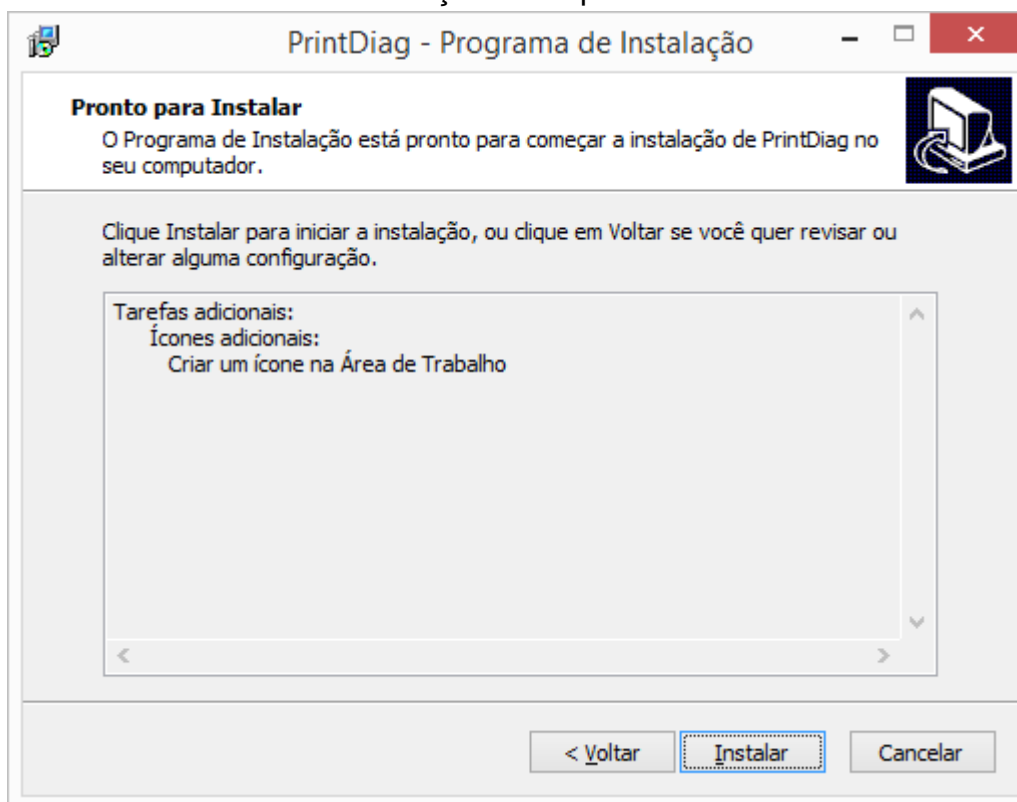 PrintDiag - Programa de Instalação
Pronto para Instalar
O Programa de Instalação está pronto para começar a instalação de PrintDiag no
seu computador.
Clique Instalar para iniciar a instalação, ou clique em Voltar se você quer revisar ou
alterar alguma configuração.
Tarefas adicionais:
Ícones adicionais:
Criar um ícone na Área de Trabalho
< Voltar
Instalar
Cancelar